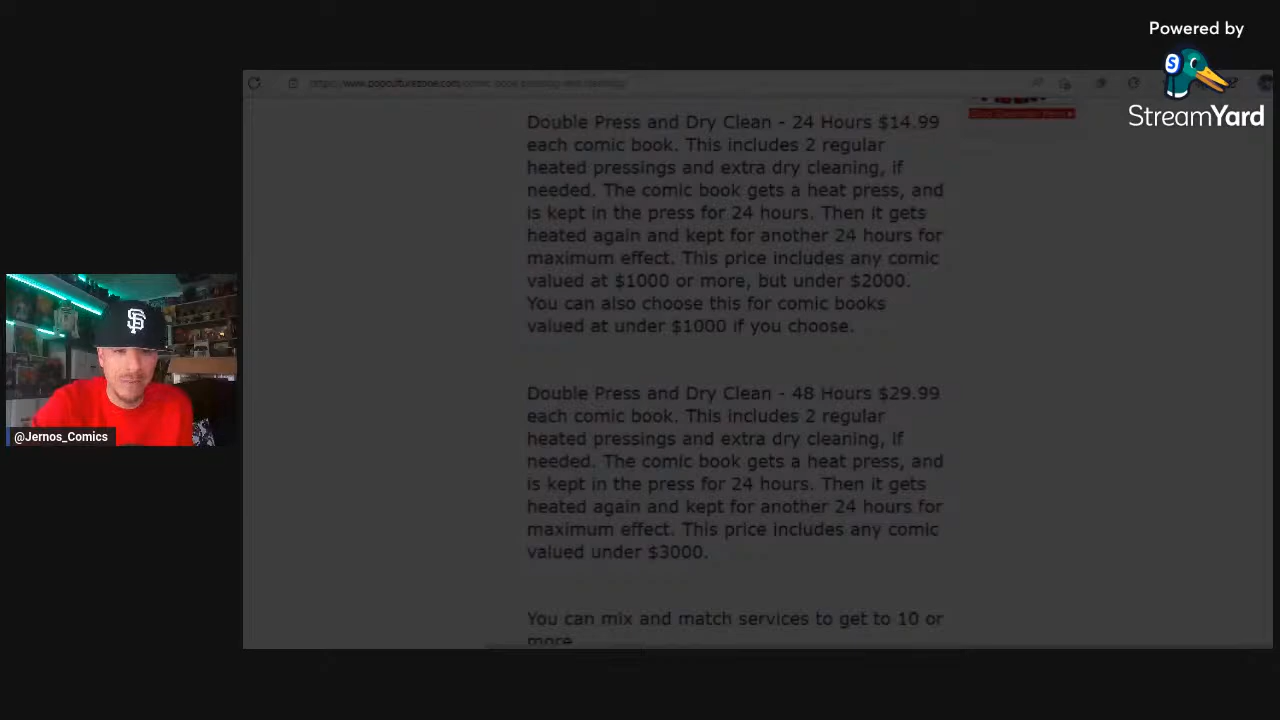 Powered by
StreamYard
Double Press and Dry Clean - 24 Hours $14.99
each comic book. This includes 2 regular
heated pressings and extra dry cleaning, if
needed. The comic book gets a heat press, and
is kept in the press for 24 hours. Then it gets
heated again and kept for another 24 hours for
maximum effect. This price includes any comic
valued at $1000 or more, but under $2000.
You can also choose this for comic books
valued at under $1000 if you choose.
Double Press and Dry Clean - 48 Hours $29.99
each comic book. This includes 2 regular
heated pressings and extra dry cleaning, if
needed. The comic book gets a heat press, and
is kept in the press for 24 hours. Then it gets
heated again and kept for another 24 hours for
maximum effect. This price includes any comic
valued under $3000.
You can mix and match services to get to 10 or
more
@Jernos_Comics